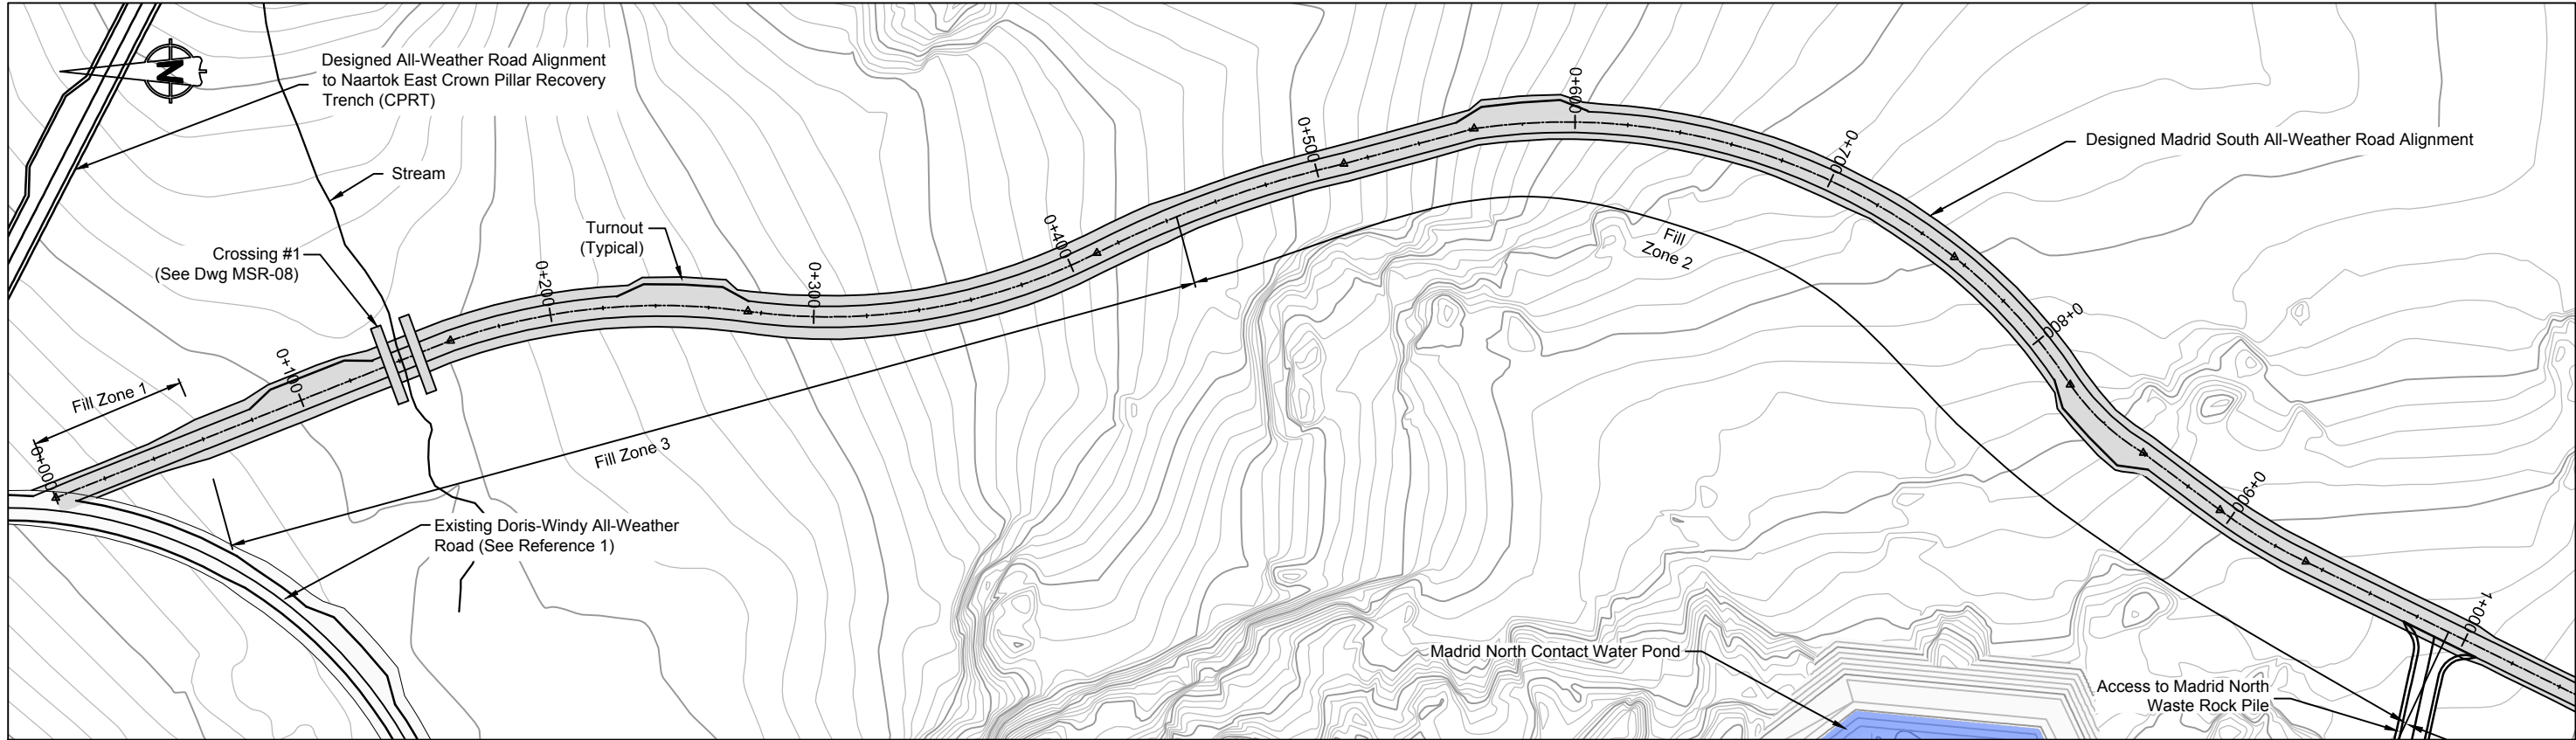 N
Designed All-Weather Road Alignment
to Naartok East Crown Pillar Recovery
Trench (CPRT)
Stream
Crossing #1
(See Dwg MSR-08)
Turnout
(Typical)
Designed Madrid South All-Weather Road Alignment
Fill Zone 1
Fill Zone 3
Fill
Zone 2
0+000
0+100
0+200
0+300
0+400
0+500
0+600
0+700
0+800
0+900
1+000
Existing Doris-Windy All-Weather
Road (See Reference 1)
Madrid North Contact Water Pond
Access to Madrid North
Waste Rock Pile